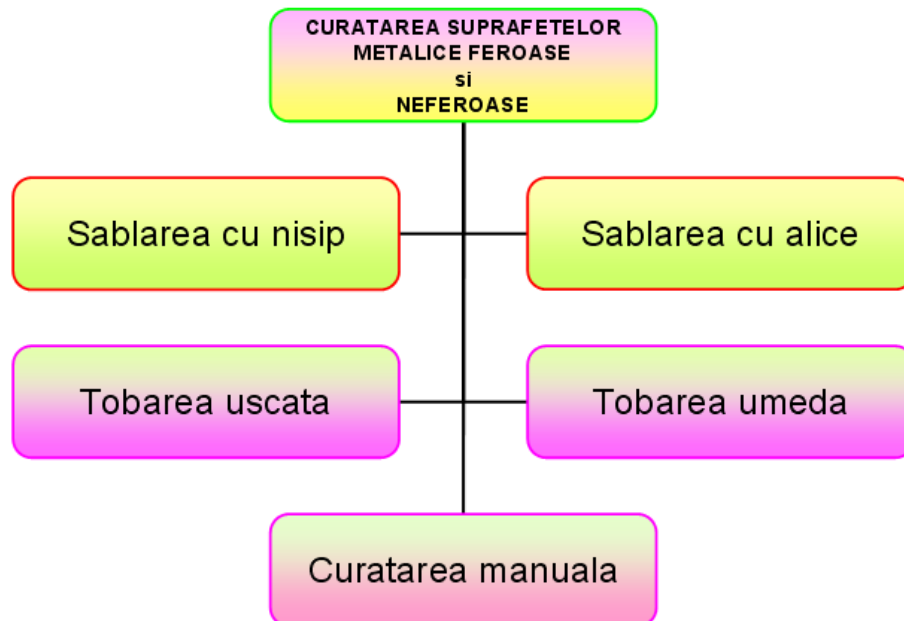 CURATAREA SUPRAFETELOR
METALICE FEROASE
si
NEFEROASE
Sablarea cu nisip
Sablarea cu alice
Tobarea uscata
Tobarea umeda
Curatarea manuala